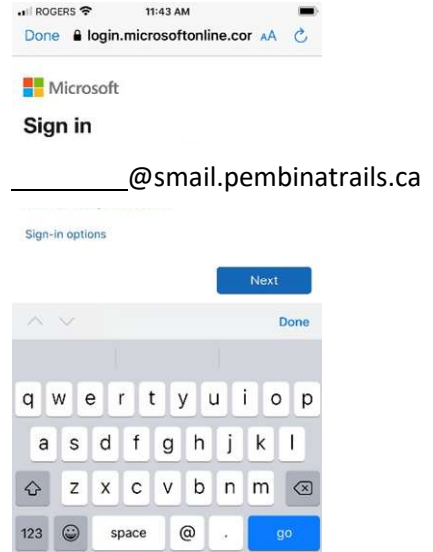 ROGERS 11:43 AM
Done login.microsoftonline.cor AA
Microsoft
Sign in
________@smail.pembinatrails.ca
Sign-in options
Next
Done
q w e r t y u i o p
a s d f g h j k l
z x c v b n m
123 space @ . go